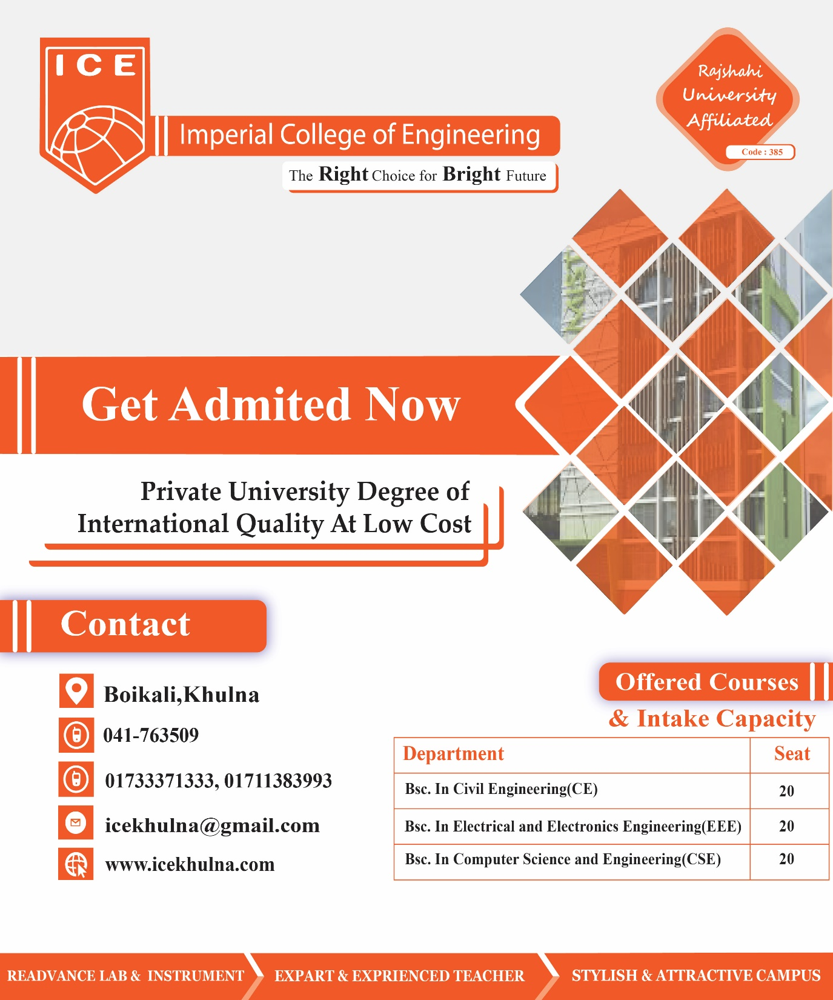 ICE
Rajshahi
University
Affiliated
Code : 385
Imperial College of Engineering
The Right Choice for Bright Future
Get Admited Now
Private University Degree of
International Quality At Low Cost
Contact
Boikali,Khulna
041-763509
01733371333, 01711383993
icekhulna@gmail.com
www.icekhulna.com
Offered Courses
& Intake Capacity
Department Seat
Bsc. In Civil Engineering(CE) 20
Bsc. In Electrical and Electronics Engineering(EEE) 20
Bsc. In Computer Science and Engineering(CSE) 20
READVANCE LAB & INSTRUMENT EXPART & EXPRIENCED TEACHER STYLISH & ATTRACTIVE CAMPUS